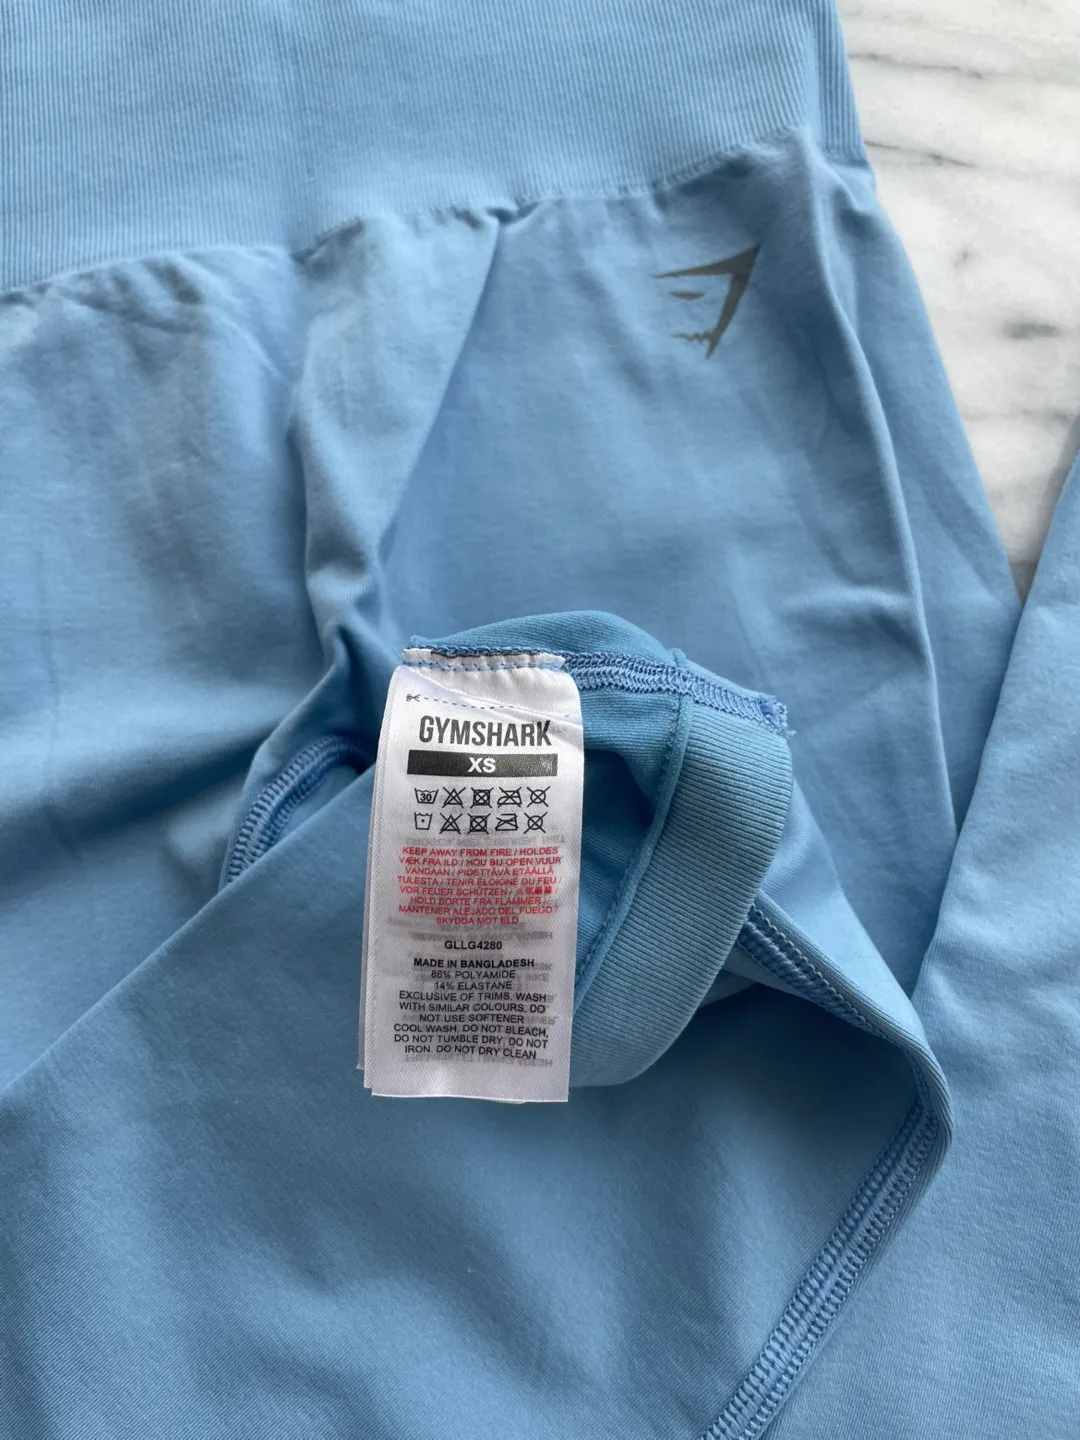 GYMSHARK
XS
30
KEEP AWAY FROM FIRE / HOLDES
VÆK FRA ILD / HOU BIJ OPEN VUUR
VANDAAN / PIDETTÄVÄ ETÄÄLLÄ
TULESTA / TENIR ÉLOIGNÉ DU FEU /
VOR FEUER SCHÜTZEN /
HOLD BORTE FRA FLAMMER /
MANTENER ALEJADO DEL FUEGO /
SKYDDA MOT ELD
GLLG4280
MADE IN BANGLADESH
86% POLYAMIDE
14% ELASTANE
EXCLUSIVE OF TRIMS. WASH
WITH SIMILAR COLOURS. DO
NOT USE SOFTENER
COOL WASH, DO NOT BLEACH,
DO NOT TUMBLE DRY, DO NOT
IRON, DO NOT DRY CLEAN